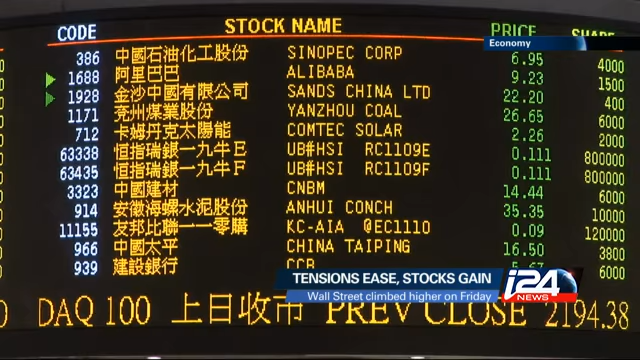 CODE STOCK NAME PRICE SHARE
Economy
386 中國石油化工股份 SINOPEC CORP 6.95 4000
1688 阿里巴巴 ALIBABA 9.23 1500
1928 金沙中國有限公司 SANDS CHINA LTD 22.20 400
1171 兗州煤業股份 YANZHOU COAL 26.65 6000
712 卡姆丹克太陽能 COMTEC SOLAR 2.26 2000
63338 恒指瑞銀一九牛E UB#HSI RC1109E 0.111 800000
63435 恒指瑞銀一九牛F UB#HSI RC1109F 0.111 800000
3323 中國建材 CNBM 14.44 6000
914 安徽海螺水泥股份 ANHUI CONCH 35.35 10000
11155 友邦比聯一一零購 KC-AIA @EC1110 0.09 120000
966 中國太平 CHINA TAIPING 16.50 3800
939 建設銀行 CCB 5.67 6000
TENSIONS EASE, STOCKS GAIN
Wall Street climbed higher on Friday
i24 NEWS
DAQ 100 上日收市 PREV CLOSE 2194.38